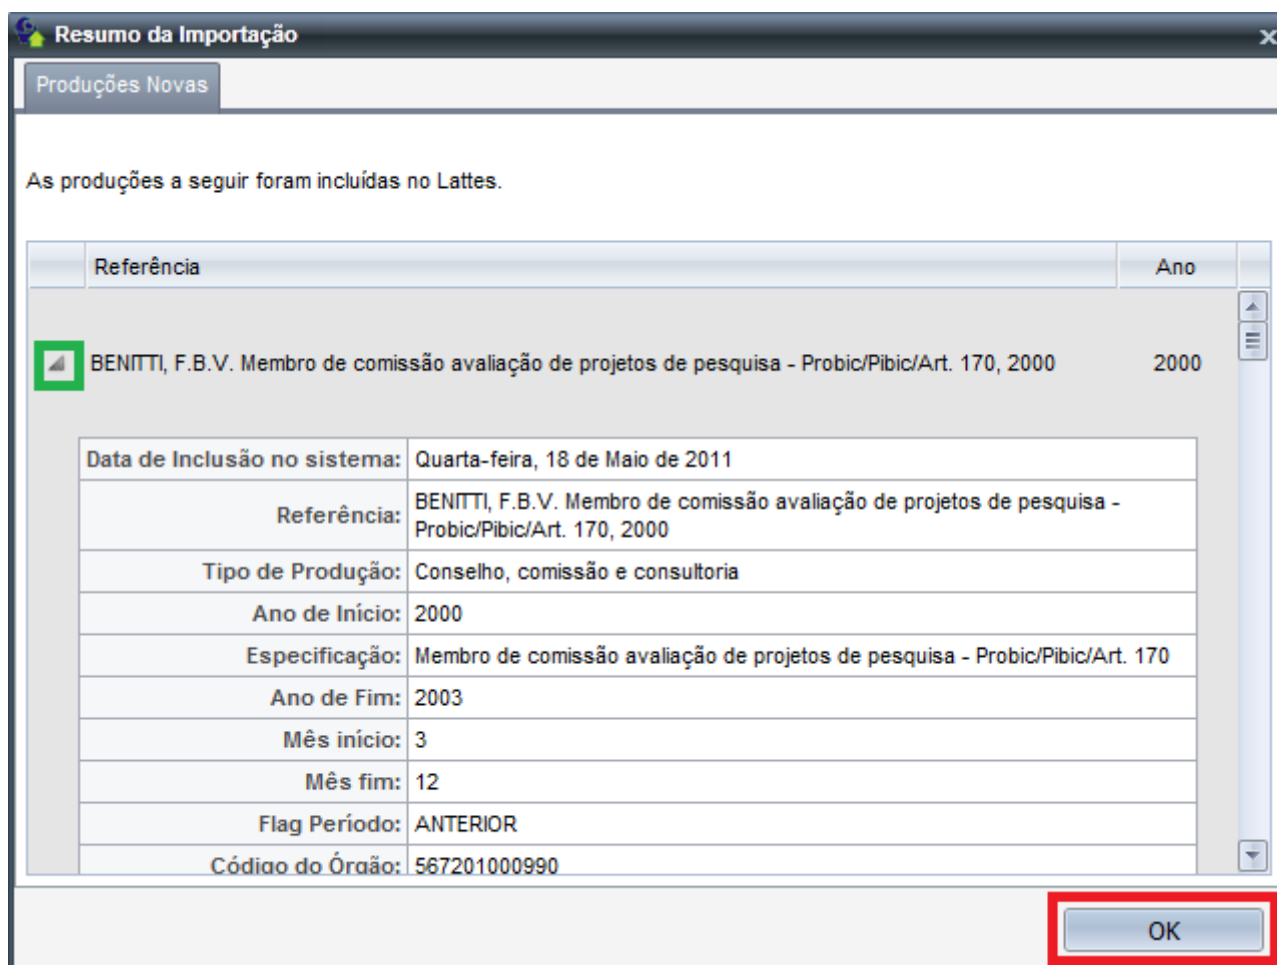 Resumo da Importação
Produções Novas
As produções a seguir foram incluídas no Lattes.
Referência Ano
BENITTI, F.B.V. Membro de comissão avaliação de projetos de pesquisa - Probic/Pibic/Art. 170, 2000 2000
Data de Inclusão no sistema: Quarta-feira, 18 de Maio de 2011
Referência: BENITTI, F.B.V. Membro de comissão avaliação de projetos de pesquisa -
Probic/Pibic/Art. 170, 2000
Tipo de Produção: Conselho, comissão e consultoria
Ano de Início: 2000
Especificação: Membro de comissão avaliação de projetos de pesquisa - Probic/Pibic/Art. 170
Ano de Fim: 2003
Mês início: 3
Mês fim: 12
Flag Período: ANTERIOR
Código do Órgão: 567201000990
OK